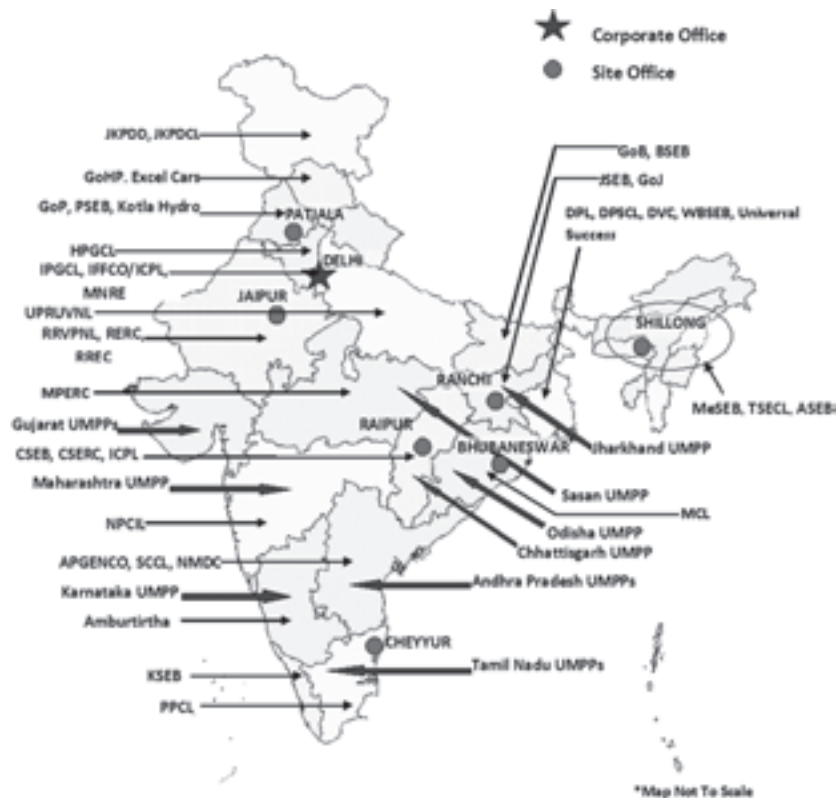 Corporate Office
Site Office
JKPDD, JKPDCL
GoHP. Excel Cars
GoP, PSEB, Kotla Hydro
PATIALA
HPGCL
DELHI
IPGCL, IFFCO/ICPL,
MNRE
JAIPUR
UPRUVNL
RRVPNL, RERC,
RREC
MPERC
Gujarat UMPPs
RAIPUR
CSEB, CSERC, ICPL
Maharashtra UMPP
NPCIL
APGENCO, SCCL, NMDC
Karnataka UMPP
Amburtirtha
KSEB
PPCL
GoB, BSEB
JSEB, GoJ
DPL, DPSCL, DVC, WBSEB, Universal
Success
SHILLONG
RANCHI
MeSEB, TSECL, ASEB
BHUBANESWAR
Jharkhand UMPP
Sasan UMPP
MCL
Odisha UMPP
Chhattisgarh UMPP
Andhra Pradesh UMPPs
CHEYYUR
Tamil Nadu UMPPs
*Map Not To Scale